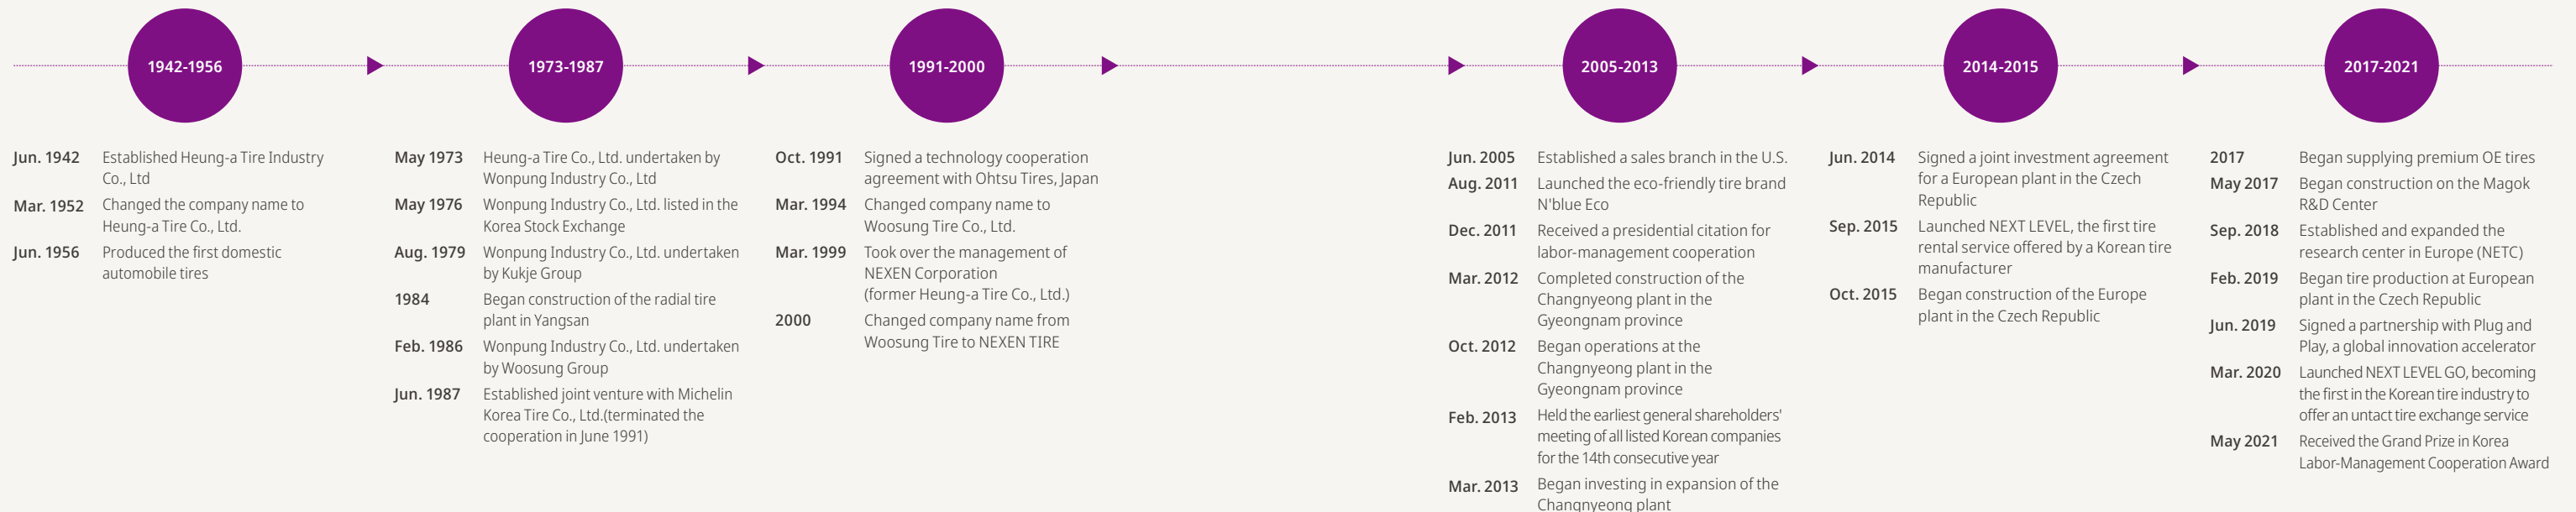 1942-1956
Jun. 1942 Established Heung-a Tire Industry
Co., Ltd
Mar. 1952 Changed the company name to
Heung-a Tire Co., Ltd.
Jun. 1956 Produced the first domestic
automobile tires
1973-1987
May 1973 Heung-a Tire Co., Ltd. undertaken by
Wonpung Industry Co., Ltd
May 1976 Wonpung Industry Co., Ltd. listed in the
Korea Stock Exchange
Aug. 1979 Wonpung Industry Co., Ltd. undertaken
by Kukje Group
1984 Began construction of the radial tire
plant in Yangsan
Feb. 1986 Wonpung Industry Co., Ltd. undertaken
by Woosung Group
Jun. 1987 Established joint venture with Michelin
Korea Tire Co., Ltd.(terminated the
cooperation in June 1991)
1991-2000
Oct. 1991 Signed a technology cooperation
agreement with Ohtsu Tires, Japan
Mar. 1994 Changed company name to
Woosung Tire Co., Ltd.
Mar. 1999 Took over the management of
NEXEN Corporation
(former Heung-a Tire Co., Ltd.)
2000 Changed company name from
Woosung Tire to NEXEN TIRE
2005-2013
Jun. 2005 Established a sales branch in the U.S.
Aug. 2011 Launched the eco-friendly tire brand
N'blue Eco
Dec. 2011 Received a presidential citation for
labor-management cooperation
Mar. 2012 Completed construction of the
Changnyeong plant in the
Gyeongnam province
Oct. 2012 Began operations at the
Changnyeong plant in the
Gyeongnam province
Feb. 2013 Held the earliest general shareholders'
meeting of all listed Korean companies
for the 14th consecutive year
Mar. 2013 Began investing in expansion of the
Changnyeong plant
2014-2015
Jun. 2014 Signed a joint investment agreement
for a European plant in the Czech
Republic
Sep. 2015 Launched NEXT LEVEL, the first tire
rental service offered by a Korean tire
manufacturer
Oct. 2015 Began construction of the Europe
plant in the Czech Republic
2017-2021
2017 Began supplying premium OE tires
May 2017 Began construction on the Magok
R&D Center
Sep. 2018 Established and expanded the
research center in Europe (NETC)
Feb. 2019 Began tire production at European
plant in the Czech Republic
Jun. 2019 Signed a partnership with Plug and
Play, a global innovation accelerator
Mar. 2020 Launched NEXT LEVEL GO, becoming
the first in the Korean tire industry to
offer an untact tire exchange service
May 2021 Received the Grand Prize in Korea
Labor-Management Cooperation Award